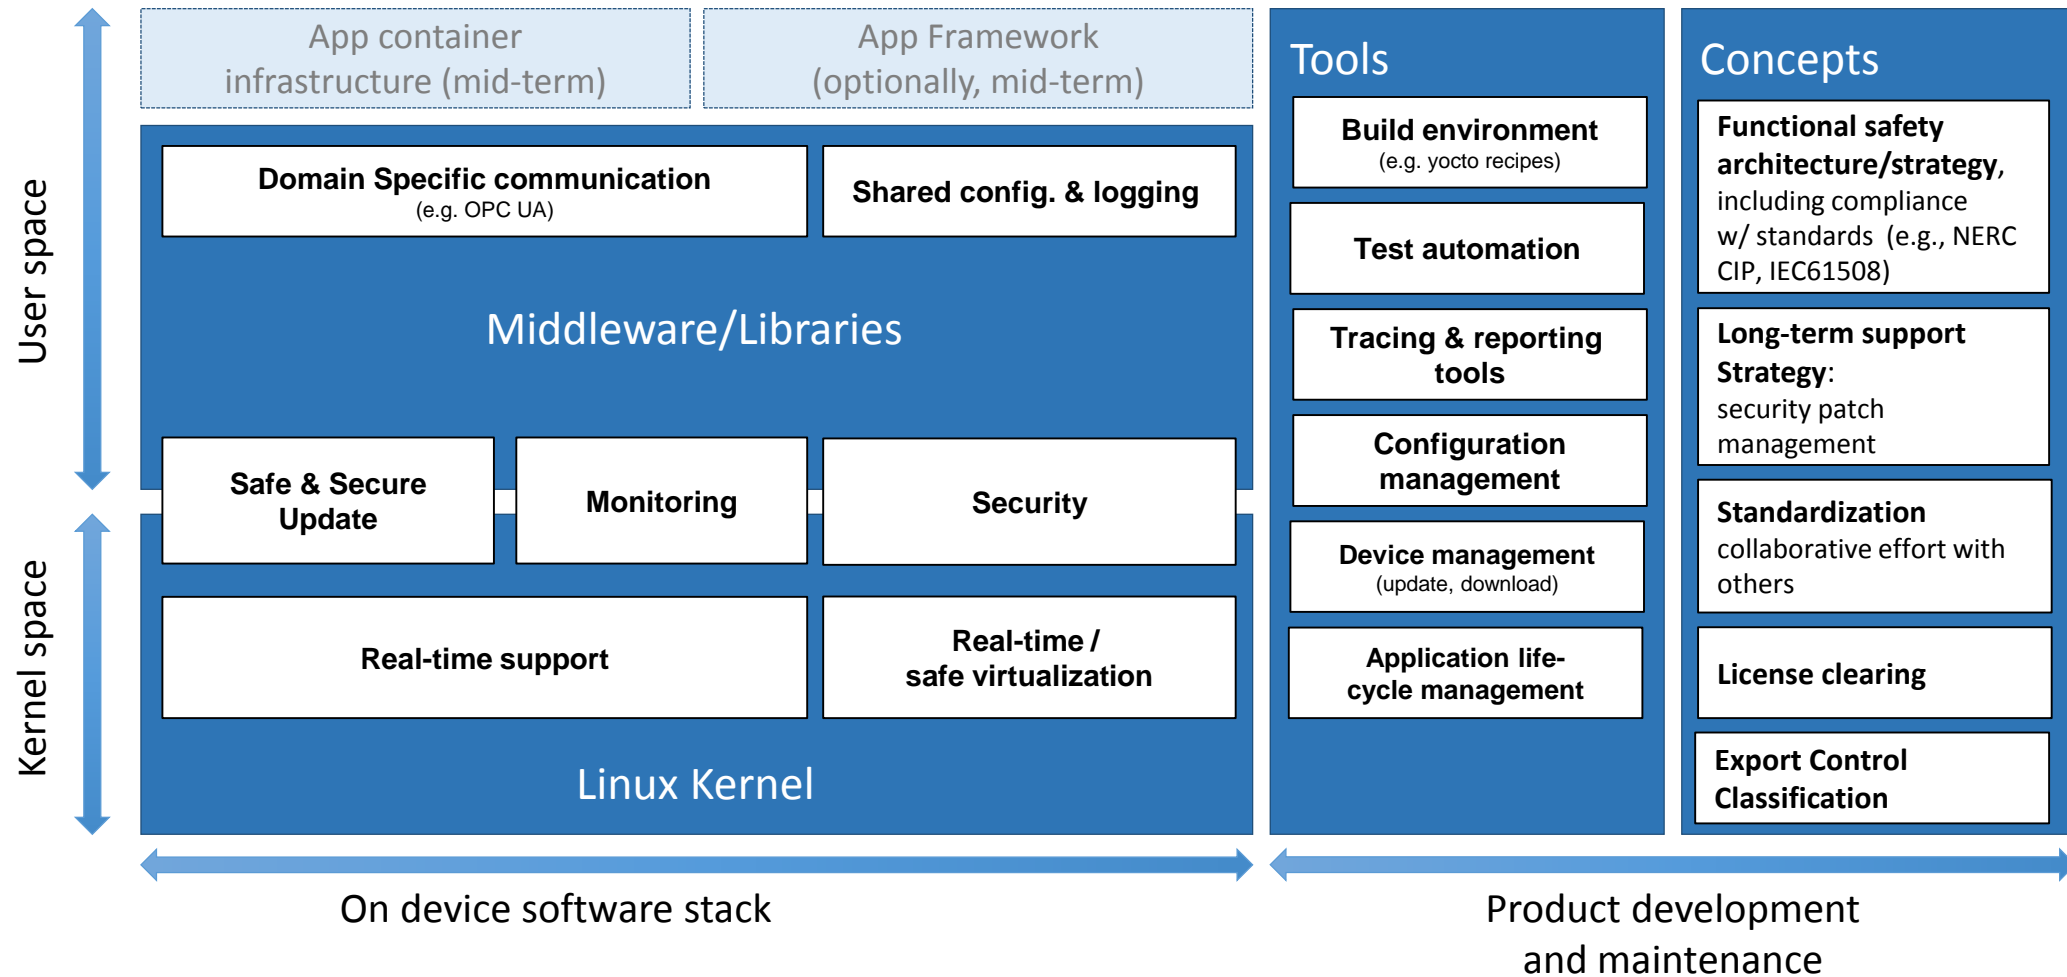 App container
infrastructure (mid-term)
App Framework
(optionally, mid-term)
User space
Domain Specific communication
(e.g. OPC UA)
Shared config. & logging
Middleware/Libraries
Safe & Secure
Update
Monitoring
Security
Kernel space
Real-time support
Real-time /
safe virtualization
Linux Kernel
On device software stack
Tools
Build environment
(e.g. yocto recipes)
Test automation
Tracing & reporting
tools
Configuration
management
Device management
(update, download)
Application life-
cycle management
Concepts
Functional safety
architecture/strategy,
including compliance
w/ standards (e.g., NERC
CIP, IEC61508)
Long-term support
Strategy:
security patch
management
Standardization
collaborative effort with
others
License clearing
Export Control
Classification
Product development
and maintenance